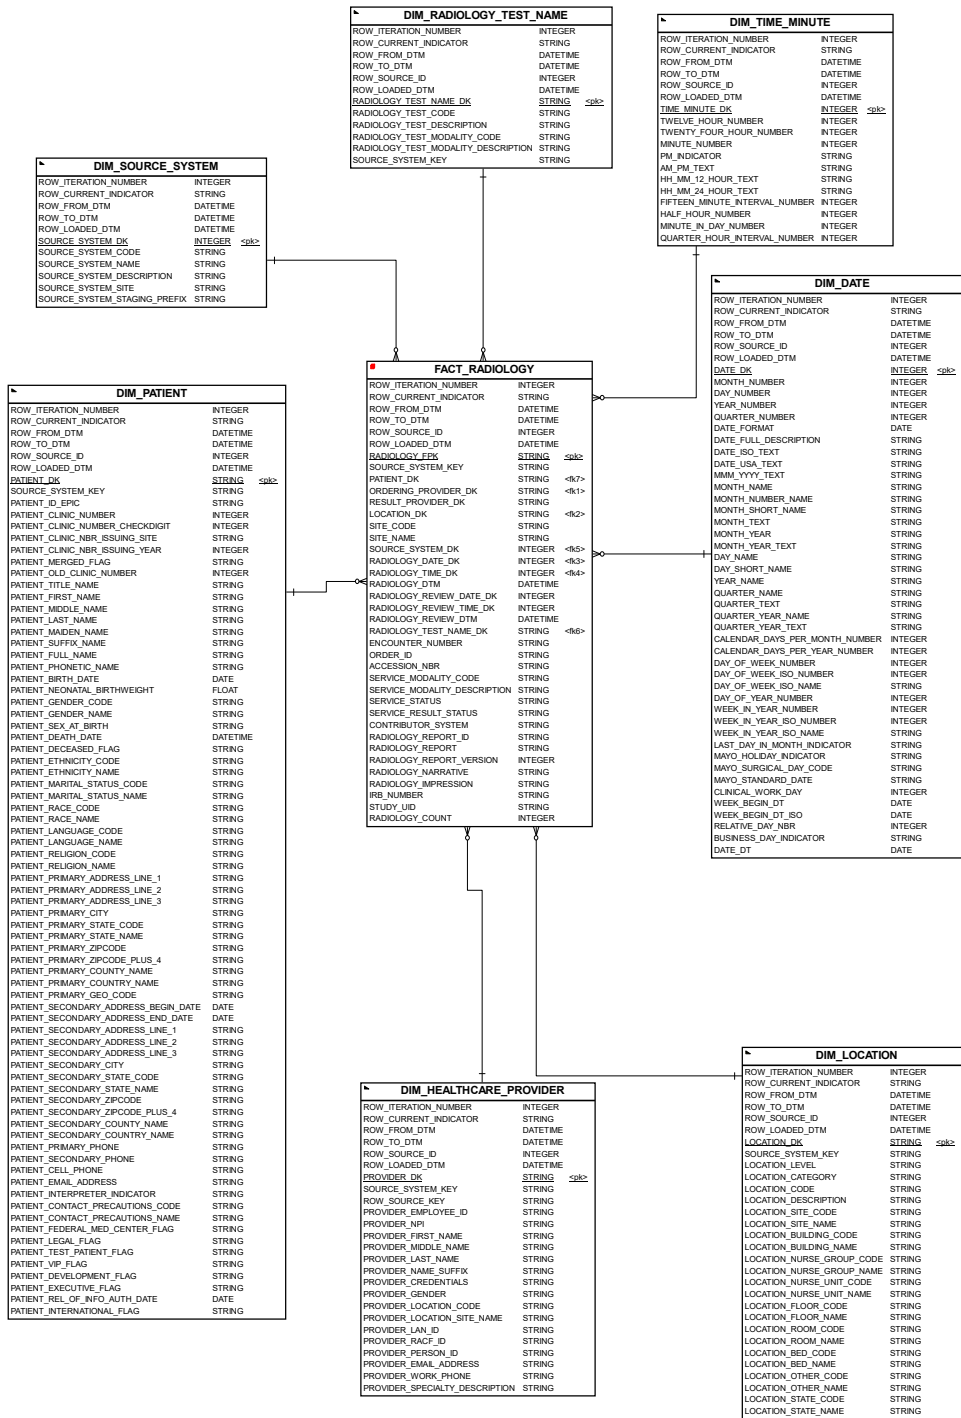 DIM_RADIOLOGY_TEST_NAME
ROW_ITERATION_NUMBER INTEGER
ROW_CURRENT_INDICATOR STRING
ROW_FROM_DTM DATETIME
ROW_TO_DTM DATETIME
ROW_SOURCE_ID INTEGER
ROW_LOADED_DTM DATETIME
RADIOLOGY_TEST_NAME_DK STRING <pk>
RADIOLOGY_TEST_CODE STRING
RADIOLOGY_TEST_DESCRIPTION STRING
RADIOLOGY_TEST_MODALITY_CODE STRING
RADIOLOGY_TEST_MODALITY_DESCRIPTION STRING
SOURCE_SYSTEM_KEY STRING
DIM_TIME_MINUTE
ROW_ITERATION_NUMBER INTEGER
ROW_CURRENT_INDICATOR STRING
ROW_FROM_DTM DATETIME
ROW_TO_DTM DATETIME
ROW_SOURCE_ID INTEGER
ROW_LOADED_DTM DATETIME
TIME_MINUTE_DK INTEGER <pk>
TWELVE_HOUR_NUMBER INTEGER
TWENTY_FOUR_HOUR_NUMBER INTEGER
MINUTE_NUMBER INTEGER
PM_INDICATOR STRING
AM_PM_TEXT STRING
HH_MM_12_HOUR_TEXT STRING
HH_MM_24_HOUR_TEXT STRING
FIFTEEN_MINUTE_INTERVAL_NUMBER INTEGER
HALF_HOUR_NUMBER INTEGER
MINUTE_IN_DAY_NUMBER INTEGER
QUARTER_HOUR_INTERVAL_NUMBER INTEGER
DIM_SOURCE_SYSTEM
ROW_ITERATION_NUMBER INTEGER
ROW_CURRENT_INDICATOR STRING
ROW_FROM_DTM DATETIME
ROW_TO_DTM DATETIME
ROW_LOADED_DTM DATETIME
SOURCE_SYSTEM_DK INTEGER <pk>
SOURCE_SYSTEM_CODE STRING
SOURCE_SYSTEM_NAME STRING
SOURCE_SYSTEM_DESCRIPTION STRING
SOURCE_SYSTEM_SITE STRING
SOURCE_SYSTEM_STAGING_PREFIX STRING
DIM_DATE
ROW_ITERATION_NUMBER INTEGER
ROW_CURRENT_INDICATOR STRING
ROW_FROM_DTM DATETIME
ROW_TO_DTM DATETIME
ROW_SOURCE_ID INTEGER
ROW_LOADED_DTM DATETIME
DATE_DK INTEGER <pk>
MONTH_NUMBER INTEGER
DAY_NUMBER INTEGER
YEAR_NUMBER INTEGER
QUARTER_NUMBER INTEGER
DATE_FORMAT DATE
DATE_FULL_DESCRIPTION STRING
DATE_ISO_TEXT STRING
DATE_USA_TEXT STRING
MMM_YYYY_TEXT STRING
MONTH_NAME STRING
MONTH_NUMBER_NAME STRING
MONTH_SHORT_NAME STRING
MONTH_TEXT STRING
MONTH_YEAR STRING
MONTH_YEAR_TEXT STRING
DAY_NAME STRING
DAY_SHORT_NAME STRING
YEAR_NAME STRING
QUARTER_NAME STRING
QUARTER_TEXT STRING
QUARTER_YEAR_NAME STRING
QUARTER_YEAR_TEXT STRING
CALENDAR_DAYS_PER_MONTH_NUMBER INTEGER
CALENDAR_DAYS_PER_YEAR_NUMBER INTEGER
DAY_OF_WEEK_NUMBER INTEGER
DAY_OF_WEEK_ISO_NUMBER INTEGER
DAY_OF_WEEK_ISO_NAME STRING
DAY_OF_YEAR_NUMBER INTEGER
WEEK_IN_YEAR_NUMBER INTEGER
WEEK_IN_YEAR_ISO_NUMBER INTEGER
WEEK_IN_YEAR_ISO_NAME STRING
LAST_DAY_IN_MONTH_INDICATOR STRING
MAYO_HOLIDAY_INDICATOR STRING
MAYO_SURGICAL_DAY_CODE STRING
MAYO_STANDARD_DATE STRING
CLINICAL_WORK_DAY INTEGER
WEEK_BEGIN_DT DATE
WEEK_BEGIN_DT_ISO DATE
RELATIVE_DAY_NBR INTEGER
BUSINESS_DAY_INDICATOR STRING
DATE_DT DATE
FACT_RADIOLOGY
ROW_ITERATION_NUMBER INTEGER
ROW_CURRENT_INDICATOR STRING
ROW_FROM_DTM DATETIME
ROW_TO_DTM DATETIME
ROW_SOURCE_ID INTEGER
ROW_LOADED_DTM DATETIME
RADIOLOGY_FPK STRING <pk>
SOURCE_SYSTEM_KEY STRING
PATIENT_DK STRING <fk7>
ORDERING_PROVIDER_DK STRING <fk1>
RESULT_PROVIDER_DK STRING
LOCATION_DK STRING <fk2>
SITE_CODE STRING
SITE_NAME STRING
SOURCE_SYSTEM_DK INTEGER <fk5>
RADIOLOGY_DATE_DK INTEGER <fk3>
RADIOLOGY_TIME_DK INTEGER <fk4>
RADIOLOGY_DTM DATETIME
RADIOLOGY_REVIEW_DATE_DK INTEGER
RADIOLOGY_REVIEW_TIME_DK INTEGER
RADIOLOGY_REVIEW_DTM DATETIME
RADIOLOGY_TEST_NAME_DK STRING <fk6>
ENCOUNTER_NUMBER STRING
ORDER_ID STRING
ACCESSION_NBR STRING
SERVICE_MODALITY_CODE STRING
SERVICE_MODALITY_DESCRIPTION STRING
SERVICE_STATUS STRING
SERVICE_RESULT_STATUS STRING
CONTRIBUTOR_SYSTEM STRING
RADIOLOGY_REPORT_ID STRING
RADIOLOGY_REPORT STRING
RADIOLOGY_REPORT_VERSION INTEGER
RADIOLOGY_NARRATIVE STRING
RADIOLOGY_IMPRESSION STRING
IRB_NUMBER STRING
STUDY_UID STRING
RADIOLOGY_COUNT INTEGER
DIM_PATIENT
ROW_ITERATION_NUMBER INTEGER
ROW_CURRENT_INDICATOR STRING
ROW_FROM_DTM DATETIME
ROW_TO_DTM DATETIME
ROW_SOURCE_ID INTEGER
ROW_LOADED_DTM DATETIME
PATIENT_DK STRING <pk>
SOURCE_SYSTEM_KEY STRING
PATIENT_ID_EPIC STRING
PATIENT_CLINIC_NUMBER INTEGER
PATIENT_CLINIC_NUMBER_CHECKDIGIT INTEGER
PATIENT_CLINIC_NBR_ISSUING_SITE STRING
PATIENT_CLINIC_NBR_ISSUING_YEAR INTEGER
PATIENT_MERGED_FLAG STRING
PATIENT_OLD_CLINIC_NUMBER INTEGER
PATIENT_TITLE_NAME STRING
PATIENT_FIRST_NAME STRING
PATIENT_MIDDLE_NAME STRING
PATIENT_LAST_NAME STRING
PATIENT_MAIDEN_NAME STRING
PATIENT_SUFFIX_NAME STRING
PATIENT_FULL_NAME STRING
PATIENT_PHONETIC_NAME STRING
PATIENT_BIRTH_DATE DATE
PATIENT_NEONATAL_BIRTHWEIGHT FLOAT
PATIENT_GENDER_CODE STRING
PATIENT_GENDER_NAME STRING
PATIENT_SEX_AT_BIRTH STRING
PATIENT_DEATH_DATE DATETIME
PATIENT_DECEASED_FLAG STRING
PATIENT_ETHNICITY_CODE STRING
PATIENT_ETHNICITY_NAME STRING
PATIENT_MARITAL_STATUS_CODE STRING
PATIENT_MARITAL_STATUS_NAME STRING
PATIENT_RACE_CODE STRING
PATIENT_RACE_NAME STRING
PATIENT_LANGUAGE_CODE STRING
PATIENT_LANGUAGE_NAME STRING
PATIENT_RELIGION_CODE STRING
PATIENT_RELIGION_NAME STRING
PATIENT_PRIMARY_ADDRESS_LINE_1 STRING
PATIENT_PRIMARY_ADDRESS_LINE_2 STRING
PATIENT_PRIMARY_ADDRESS_LINE_3 STRING
PATIENT_PRIMARY_CITY STRING
PATIENT_PRIMARY_STATE_CODE STRING
PATIENT_PRIMARY_STATE_NAME STRING
PATIENT_PRIMARY_ZIPCODE STRING
PATIENT_PRIMARY_ZIPCODE_PLUS_4 STRING
PATIENT_PRIMARY_COUNTY_NAME STRING
PATIENT_PRIMARY_COUNTRY_NAME STRING
PATIENT_PRIMARY_GEO_CODE STRING
PATIENT_SECONDARY_ADDRESS_BEGIN_DATE DATE
PATIENT_SECONDARY_ADDRESS_END_DATE DATE
PATIENT_SECONDARY_ADDRESS_LINE_1 STRING
PATIENT_SECONDARY_ADDRESS_LINE_2 STRING
PATIENT_SECONDARY_ADDRESS_LINE_3 STRING
PATIENT_SECONDARY_CITY STRING
PATIENT_SECONDARY_STATE_CODE STRING
PATIENT_SECONDARY_STATE_NAME STRING
PATIENT_SECONDARY_ZIPCODE STRING
PATIENT_SECONDARY_ZIPCODE_PLUS_4 STRING
PATIENT_SECONDARY_COUNTY_NAME STRING
PATIENT_SECONDARY_COUNTRY_NAME STRING
PATIENT_PRIMARY_PHONE STRING
PATIENT_SECONDARY_PHONE STRING
PATIENT_CELL_PHONE STRING
PATIENT_EMAIL_ADDRESS STRING
PATIENT_INTERPRETER_INDICATOR STRING
PATIENT_CONTACT_PRECAUTIONS_CODE STRING
PATIENT_CONTACT_PRECAUTIONS_NAME STRING
PATIENT_FEDERAL_MED_CENTER_FLAG STRING
PATIENT_LEGAL_FLAG STRING
PATIENT_TEST_PATIENT_FLAG STRING
PATIENT_VIP_FLAG STRING
PATIENT_DEVELOPMENT_FLAG STRING
PATIENT_EXECUTIVE_FLAG STRING
PATIENT_REL_OF_INFO_AUTH_DATE DATE
PATIENT_INTERNATIONAL_FLAG STRING
DIM_HEALTHCARE_PROVIDER
ROW_ITERATION_NUMBER INTEGER
ROW_CURRENT_INDICATOR STRING
ROW_FROM_DTM DATETIME
ROW_TO_DTM DATETIME
ROW_SOURCE_ID INTEGER
ROW_LOADED_DTM DATETIME
PROVIDER_DK STRING <pk>
SOURCE_SYSTEM_KEY STRING
ROW_SOURCE_KEY STRING
PROVIDER_EMPLOYEE_ID STRING
PROVIDER_NPI STRING
PROVIDER_FIRST_NAME STRING
PROVIDER_MIDDLE_NAME STRING
PROVIDER_LAST_NAME STRING
PROVIDER_NAME_SUFFIX STRING
PROVIDER_CREDENTIALS STRING
PROVIDER_GENDER STRING
PROVIDER_LOCATION_CODE STRING
PROVIDER_LOCATION_SITE_NAME STRING
PROVIDER_LAN_ID STRING
PROVIDER_RACF_ID STRING
PROVIDER_PERSON_ID STRING
PROVIDER_EMAIL_ADDRESS STRING
PROVIDER_WORK_PHONE STRING
PROVIDER_SPECIALTY_DESCRIPTION STRING
DIM_LOCATION
ROW_ITERATION_NUMBER INTEGER
ROW_CURRENT_INDICATOR STRING
ROW_FROM_DTM DATETIME
ROW_TO_DTM DATETIME
ROW_SOURCE_ID INTEGER
ROW_LOADED_DTM DATETIME
LOCATION_DK STRING <pk>
SOURCE_SYSTEM_KEY STRING
LOCATION_LEVEL STRING
LOCATION_CATEGORY STRING
LOCATION_CODE STRING
LOCATION_DESCRIPTION STRING
LOCATION_SITE_CODE STRING
LOCATION_SITE_NAME STRING
LOCATION_BUILDING_CODE STRING
LOCATION_BUILDING_NAME STRING
LOCATION_NURSE_GROUP_CODE STRING
LOCATION_NURSE_GROUP_NAME STRING
LOCATION_NURSE_UNIT_CODE STRING
LOCATION_NURSE_UNIT_NAME STRING
LOCATION_FLOOR_CODE STRING
LOCATION_FLOOR_NAME STRING
LOCATION_ROOM_CODE STRING
LOCATION_ROOM_NAME STRING
LOCATION_BED_CODE STRING
LOCATION_BED_NAME STRING
LOCATION_OTHER_CODE STRING
LOCATION_OTHER_NAME STRING
LOCATION_STATE_CODE STRING
LOCATION_STATE_NAME STRING